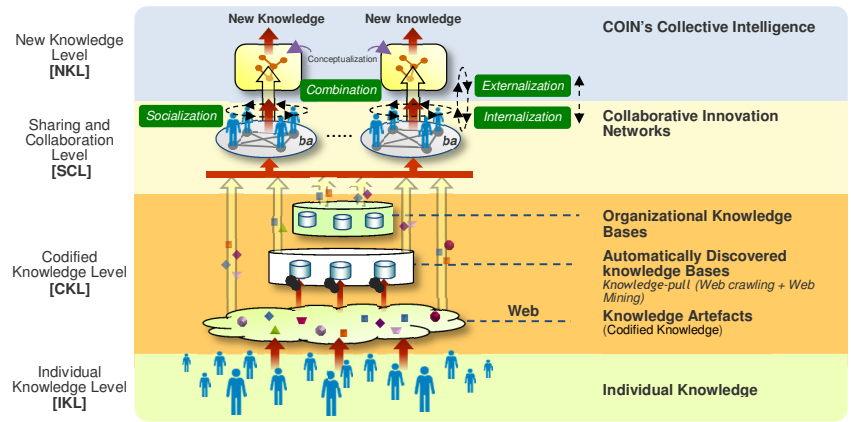 New Knowledge
Level
[NKL]
New Knowledge
New knowledge
Conceptualization
COIN's Collective Intelligence
Combination
Externalization
Socialization
Internalization
Sharing and
Collaboration
Level
[SCL]
ba
.....
ba
Collaborative Innovation
Networks
Codified
Knowledge Level
[CKL]
Organizational Knowledge
Bases
Automatically Discovered
knowledge Bases
Knowledge-pull (Web crawling + Web
Mining)
Web
Knowledge Artefacts
(Codified Knowledge)
Individual
Knowledge Level
[IKL]
Individual Knowledge